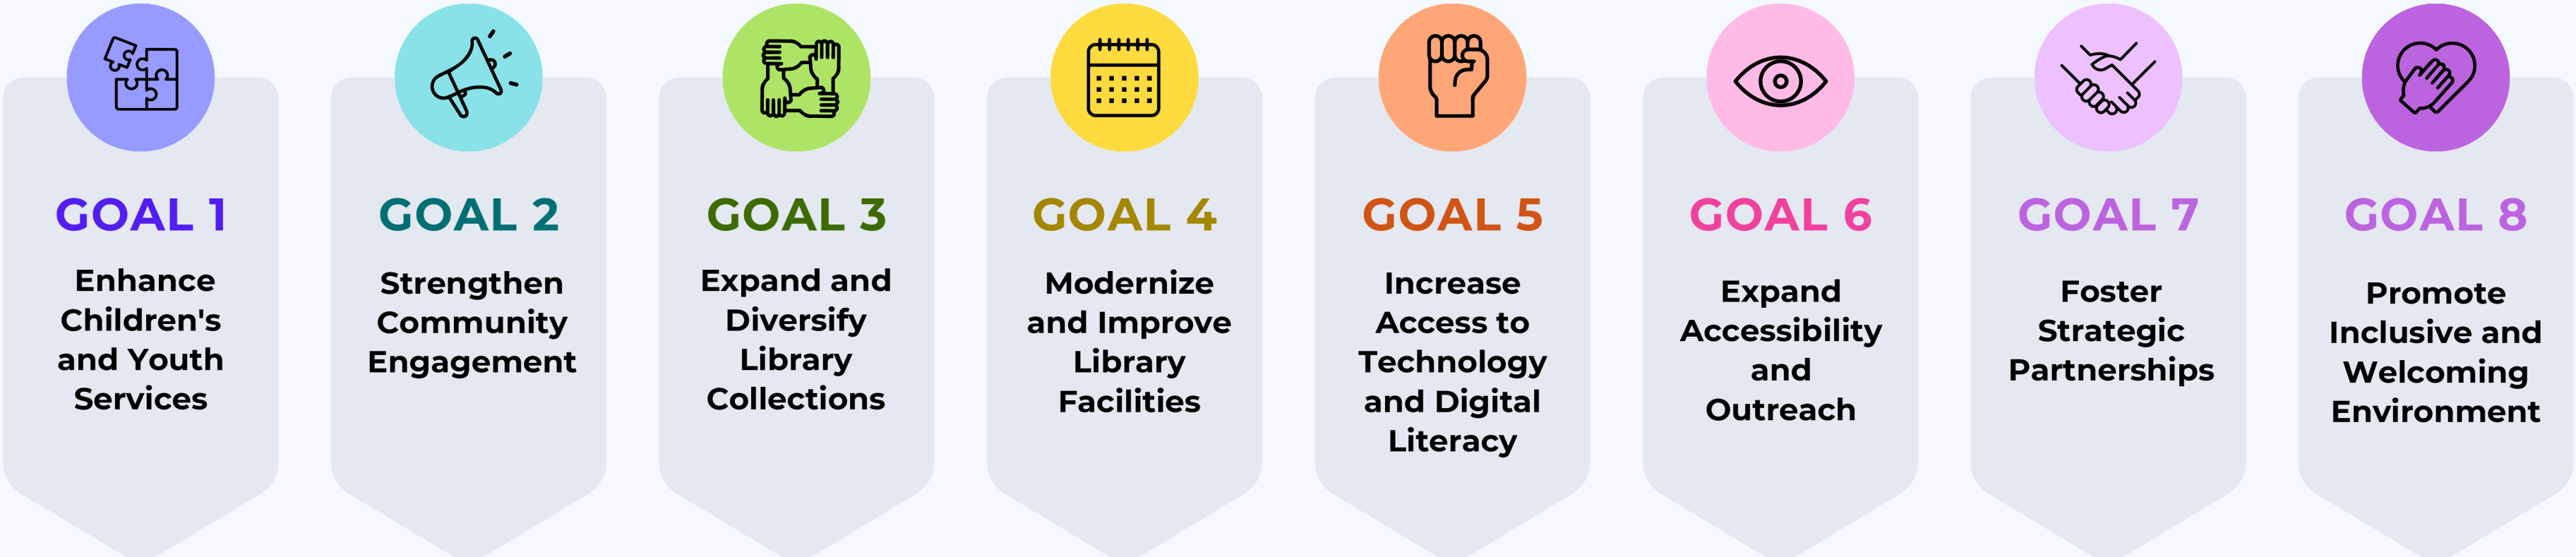 GOAL 1
Enhance
Children's
and Youth
Services
GOAL 2
Strengthen
Community
Engagement
GOAL 3
Expand and
Diversify
Library
Collections
GOAL 4
Modernize
and Improve
Library
Facilities
GOAL 5
Increase
Access to
Technology
and Digital
Literacy
GOAL 6
Expand
Accessibility
and
Outreach
GOAL 7
Foster
Strategic
Partnerships
GOAL 8
Promote
Inclusive and
Welcoming
Environment